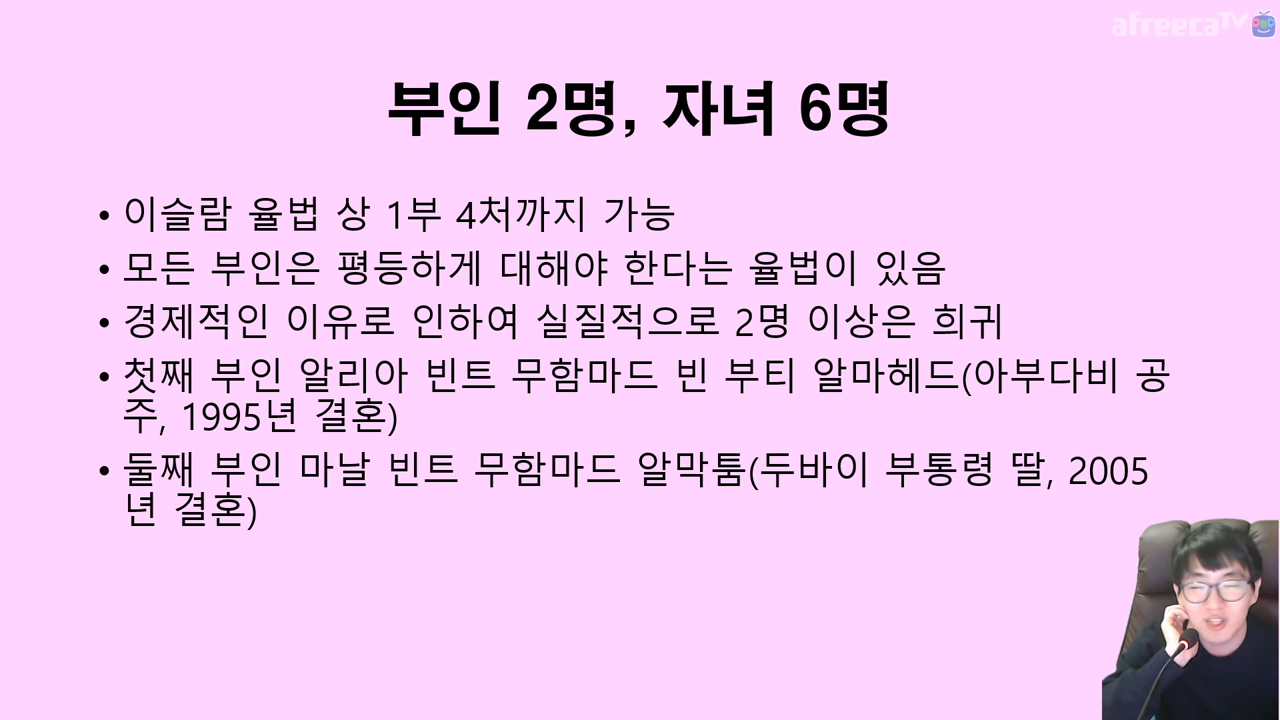 afreecaTV
부인 2명, 자녀 6명
• 이슬람 율법 상 1부 4처까지 가능
• 모든 부인은 평등하게 대해야 한다는 율법이 있음
• 경제적인 이유로 인하여 실질적으로 2명 이상은 희귀
• 첫째 부인 알리아 빈트 무함마드 빈 부티 알마헤드(아부다비 공
주, 1995년 결혼)
• 둘째 부인 마날 빈트 무함마드 알막툼(두바이 부통령 딸, 2005
년 결혼)